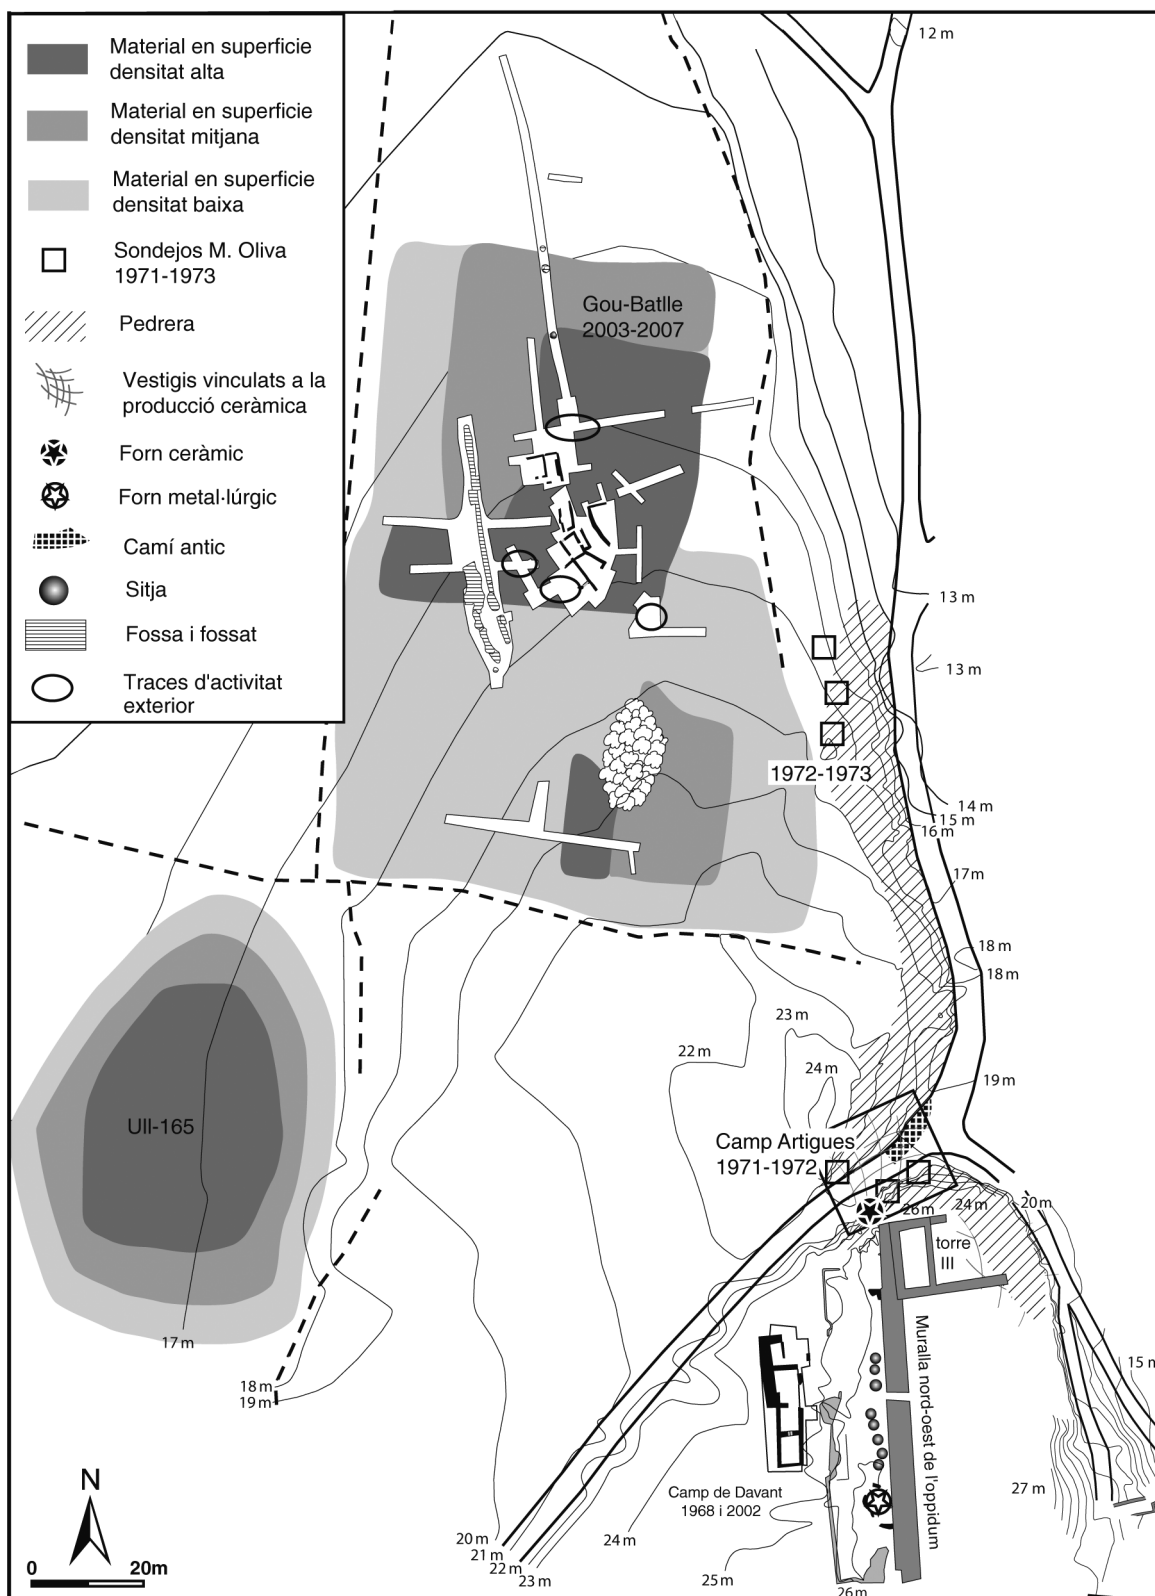 Material en superficie
densitat alta
Material en superficie
densitat mitjana
Material en superficie
densitat baixa
Sondejos M. Oliva
1971-1973
Pedrera
Vestigis vinculats a la
producció ceràmica
Forn ceràmic
Forn metal·lúrgic
Camí antic
Sitja
Fossa i fossat
Traces d'activitat
exterior
12 m
Gou-Batlle
2003-2007
13 m
13 m
1972-1973
14 m
15 m
16 m
17 m
18 m
18 m
23 m
22 m
24 m
19 m
Ull-165
Camp Artigues
1971-1972
26 m
24 m
20 m
torre
III
Muralla nord-oest de l'oppidum
17 m
15 m
18 m
19 m
N
0
20m
Camp de Davant
1968 i 2002
27 m
20 m
21 m
22 m
23 m
24 m
25 m
26 m